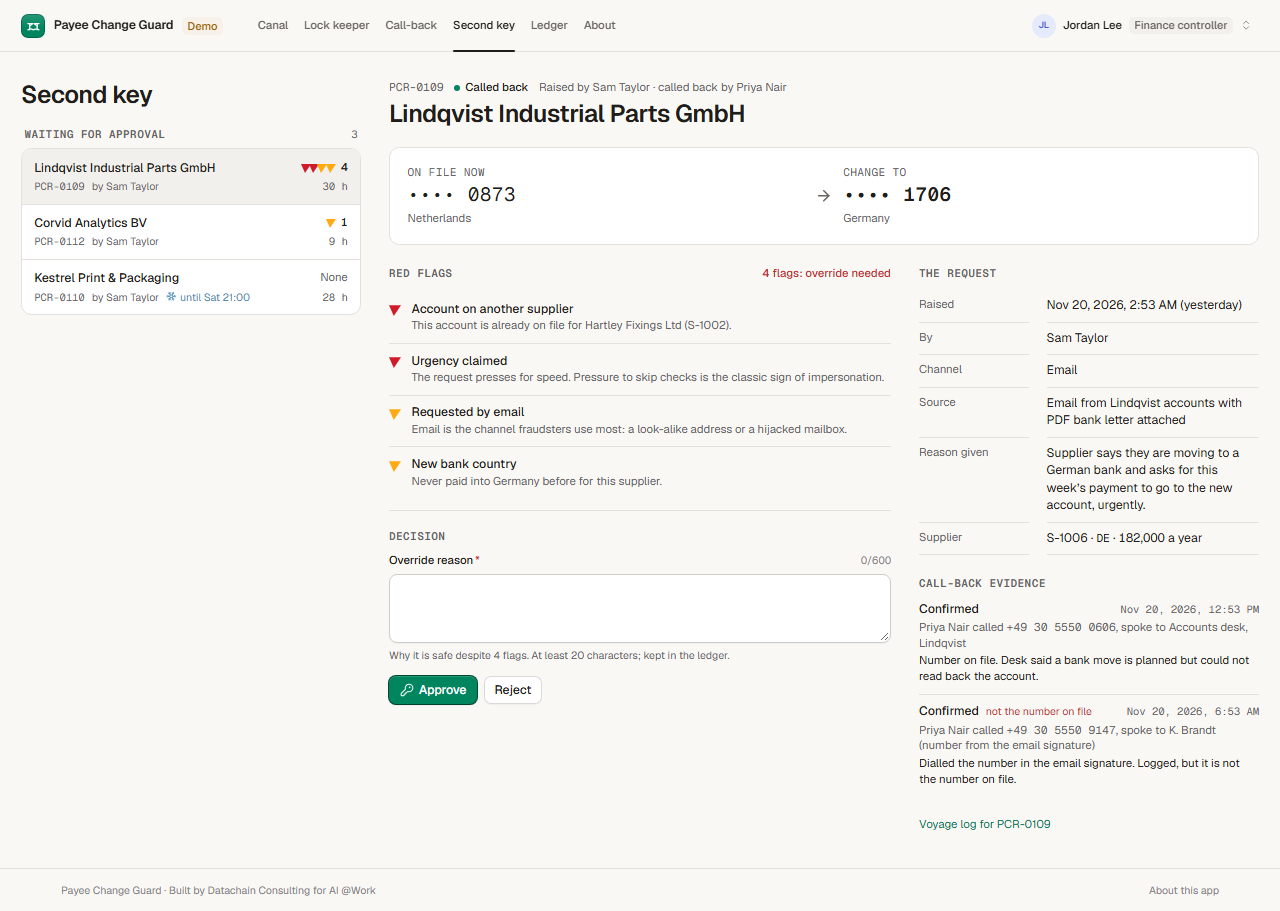 Payee Change Guard Demo Canal Lock keeper Call-back Second key Ledger About JL Jordan Lee Finance controller
Second key
WAITING FOR APPROVAL 3
Lindqvist Industrial Parts GmbH 4
PCR-0109 by Sam Taylor 30 h
Corvid Analytics BV 1
PCR-0112 by Sam Taylor 9 h
Kestrel Print & Packaging None
PCR-0110 by Sam Taylor until Sat 21:00 28 h
PCR-0109 Called back Raised by Sam Taylor · called back by Priya Nair
Lindqvist Industrial Parts GmbH
ON FILE NOW
•••• 0873
Netherlands
→
CHANGE TO
•••• 1706
Germany
RED FLAGS 4 flags: override needed
Account on another supplier
This account is already on file for Hartley Fixings Ltd (S-1002).
Urgency claimed
The request presses for speed. Pressure to skip checks is the classic sign of impersonation.
Requested by email
Email is the channel fraudsters use most: a look-alike address or a hijacked mailbox.
New bank country
Never paid into Germany before for this supplier.
DECISION
Override reason * 0/600
Why it is safe despite 4 flags. At least 20 characters; kept in the ledger.
Approve Reject
THE REQUEST
Raised Nov 20, 2026, 2:53 AM (yesterday)
By Sam Taylor
Channel Email
Source Email from Lindqvist accounts with
PDF bank letter attached
Reason given Supplier says they are moving to a
German bank and asks for this
week's payment to go to the new
account, urgently.
Supplier S-1006 · DE · 182,000 a year
CALL-BACK EVIDENCE
Confirmed Nov 20, 2026, 12:53 PM
Priya Nair called +49 30 5550 0606, spoke to Accounts desk,
Lindqvist
Number on file. Desk said a bank move is planned but could not
read back the account.
Confirmed not the number on file Nov 20, 2026, 6:53 AM
Priya Nair called +49 30 5550 9147, spoke to K. Brandt
(number from the email signature)
Dialled the number in the email signature. Logged, but it is not
the number on file.
Voyage log for PCR-0109
Payee Change Guard · Built by Datachain Consulting for AI @Work About this app